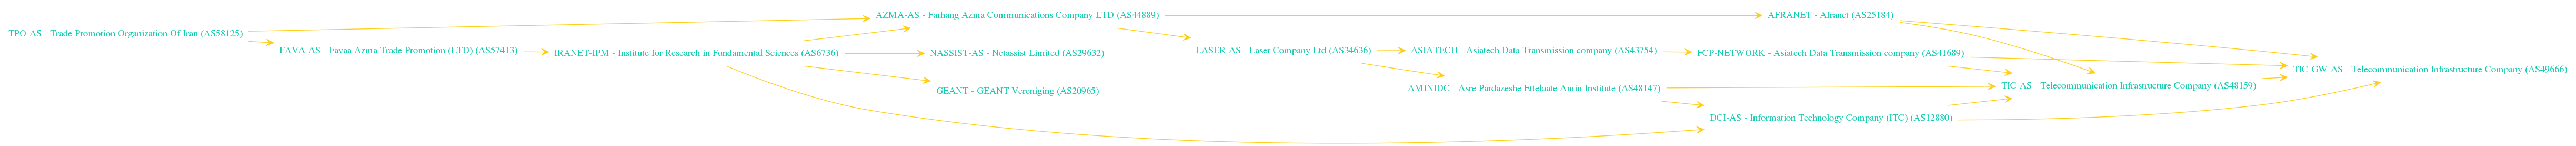 TPO-AS - Trade Promotion Organization Of Iran (AS58125)
FAVA-AS - Favaa Azma Trade Promotion (LTD) (AS57413)
IRANET-IPM - Institute for Research in Fundamental Sciences (AS6736)
AZMA-AS - Farhang Azma Communications Company LTD (AS44889)
NASSIST-AS - Netassist Limited (AS29632)
GEANT - GEANT Vereniging (AS20965)
LASER-AS - Laser Company Ltd (AS34636)
ASIATECH - Asiatech Data Transmission company (AS43754)
AMINIDC - Asre Pardazeshe Ettelaate Amin Institute (AS48147)
AFRANET - Afranet (AS25184)
FCP-NETWORK - Asiatech Data Transmission company (AS41689)
DCI-AS - Information Technology Company (ITC) (AS12880)
TIC-AS - Telecommunication Infrastructure Company (AS48159)
TIC-GW-AS - Telecommunication Infrastructure Company (AS49666)